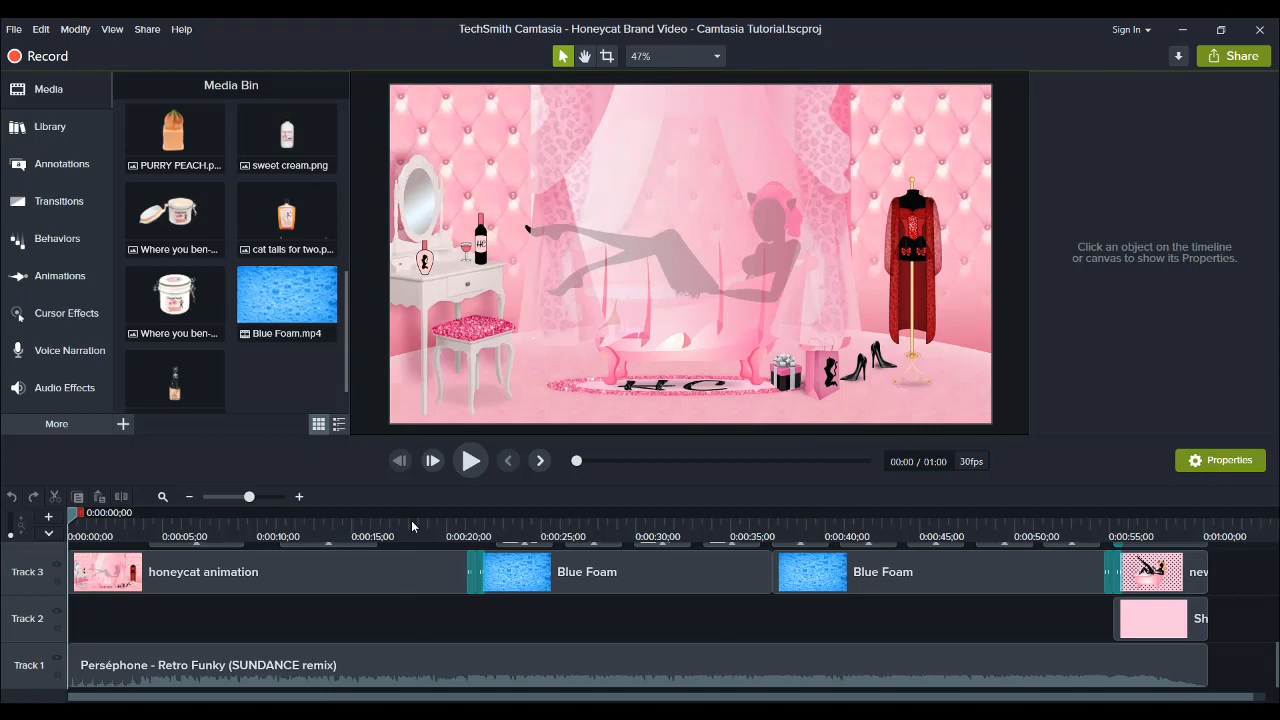 TechSmith Camtasia - Honeycat Brand Video - Camtasia Tutorial.tscproj
File Edit Modify View Share Help
Sign In
Record
47%
Share
Media
Library
Annotations
Transitions
Behaviors
Animations
Cursor Effects
Voice Narration
Audio Effects
More
Media Bin
PURRY PEACH.p...
sweet cream.png
Where you ben-...
cat tails for two.p...
Where you ben-...
Blue Foam.mp4
HC
H C
Click an object on the timeline
or canvas to show its Properties.
00:00 / 01:00
30fps
Properties
0:00:00;00
0:00:00;00 0:00:05;00 0:00:10;00 0:00:15;00 0:00:20;00 0:00:25;00 0:00:30;00 0:00:35;00 0:00:40;00 0:00:45;00 0:00:50;00 0:00:55;00 0:01:00;00
Track 3
honeycat animation
Blue Foam
Blue Foam
new
Track 2
Sh
Track 1
Perséphone - Retro Funky (SUNDANCE remix)